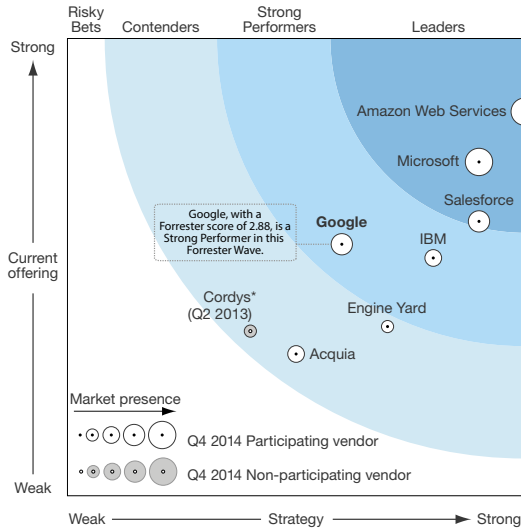 Risky
Bets
Contenders
Strong
Performers
Leaders
Strong
Amazon Web Services
Microsoft
Salesforce
Google, with a
Forrester score of 2.88, is a
Strong Performer in this
Forrester Wave.
Google
IBM
Current
offering
Cordys*
(Q2 2013)
Engine Yard
Acquia
Market presence
Q4 2014 Participating vendor
Q4 2014 Non-participating vendor
Weak
Weak
Strategy
Strong